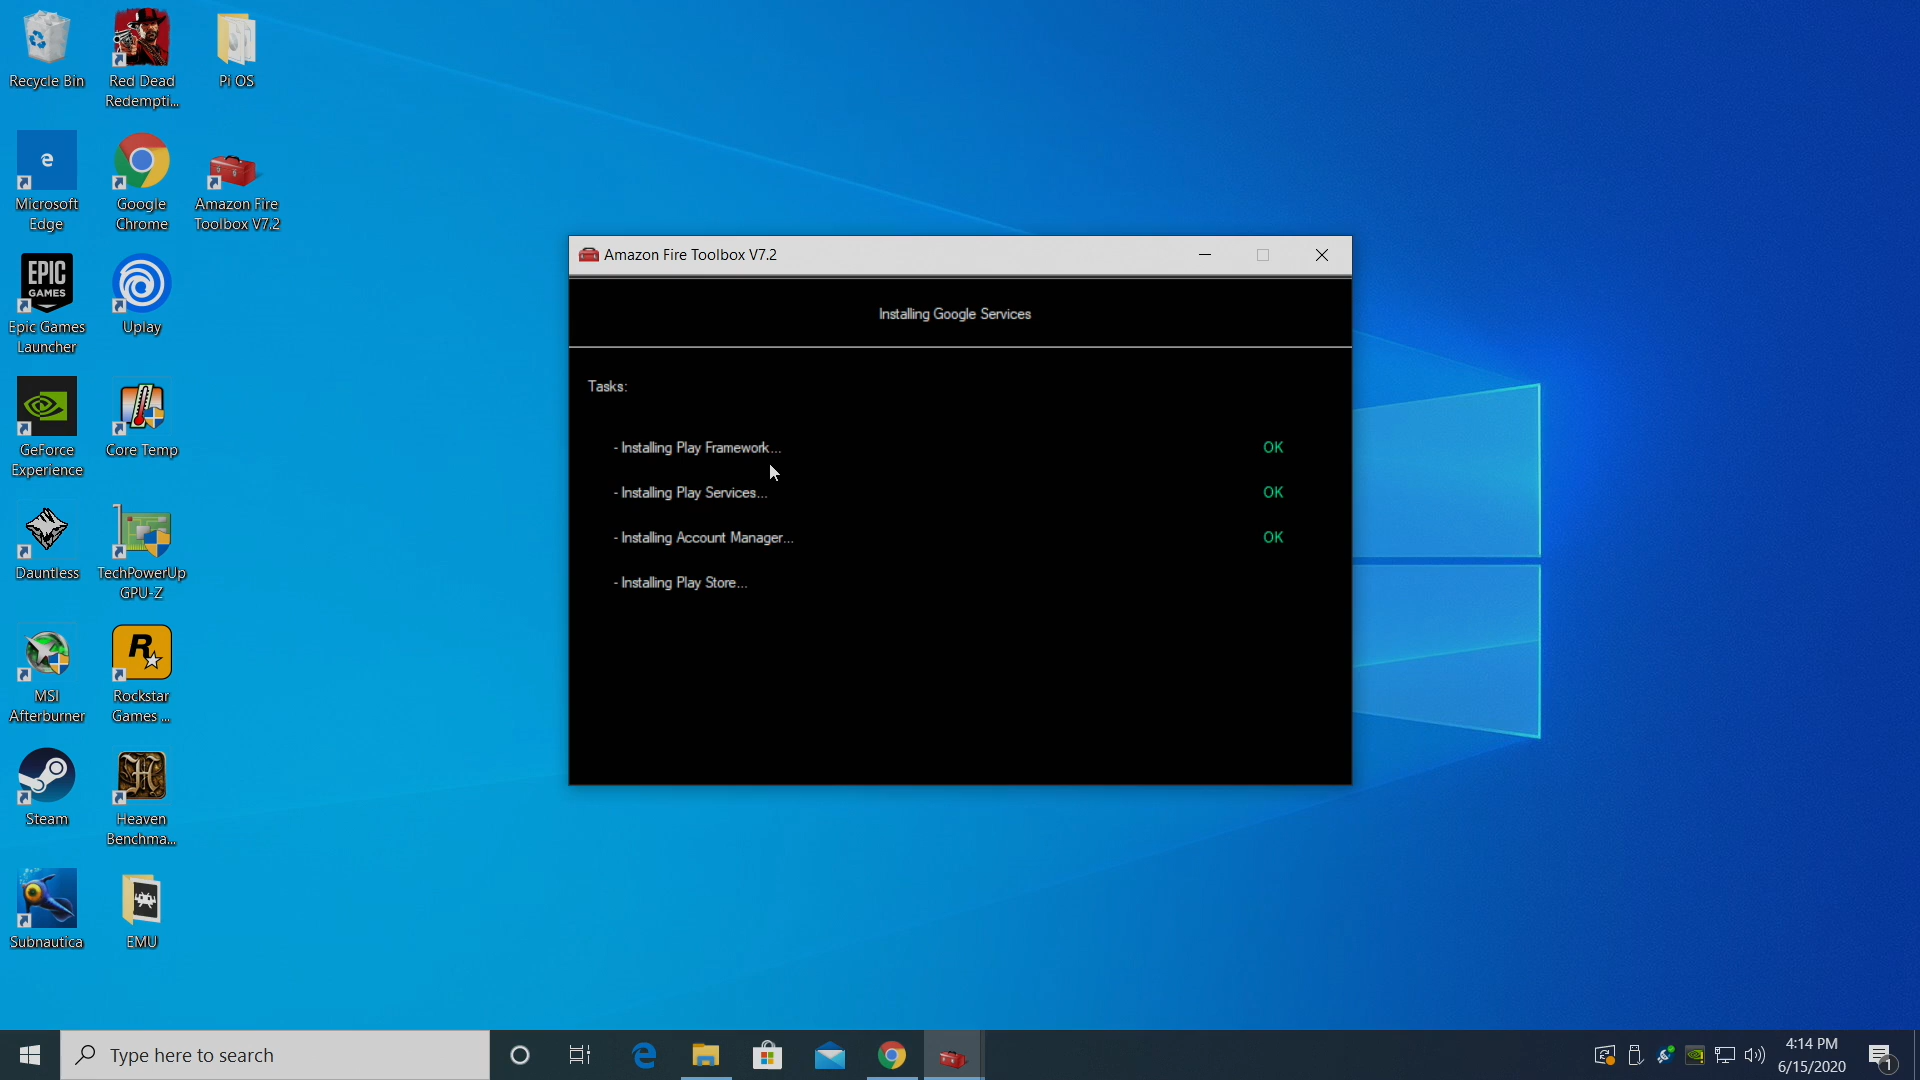 Recycle Bin
Red Dead
Redempti...
Pi OS
Microsoft
Edge
Google
Chrome
Amazon Fire
Toolbox V7.2
EPIC
GAMES
Epic Games
Launcher
Uplay
GeForce
Experience
Core Temp
Dauntless
TechPowerUp
GPU-Z
MSI
Afterburner
R
Rockstar
Games ...
Steam
H
Heaven
Benchma...
Subnautica
EMU
Amazon Fire Toolbox V7.2
Installing Google Services
Tasks:
- Installing Play Framework... OK
- Installing Play Services... OK
- Installing Account Manager... OK
- Installing Play Store...
Type here to search
4:14 PM
6/15/2020
1